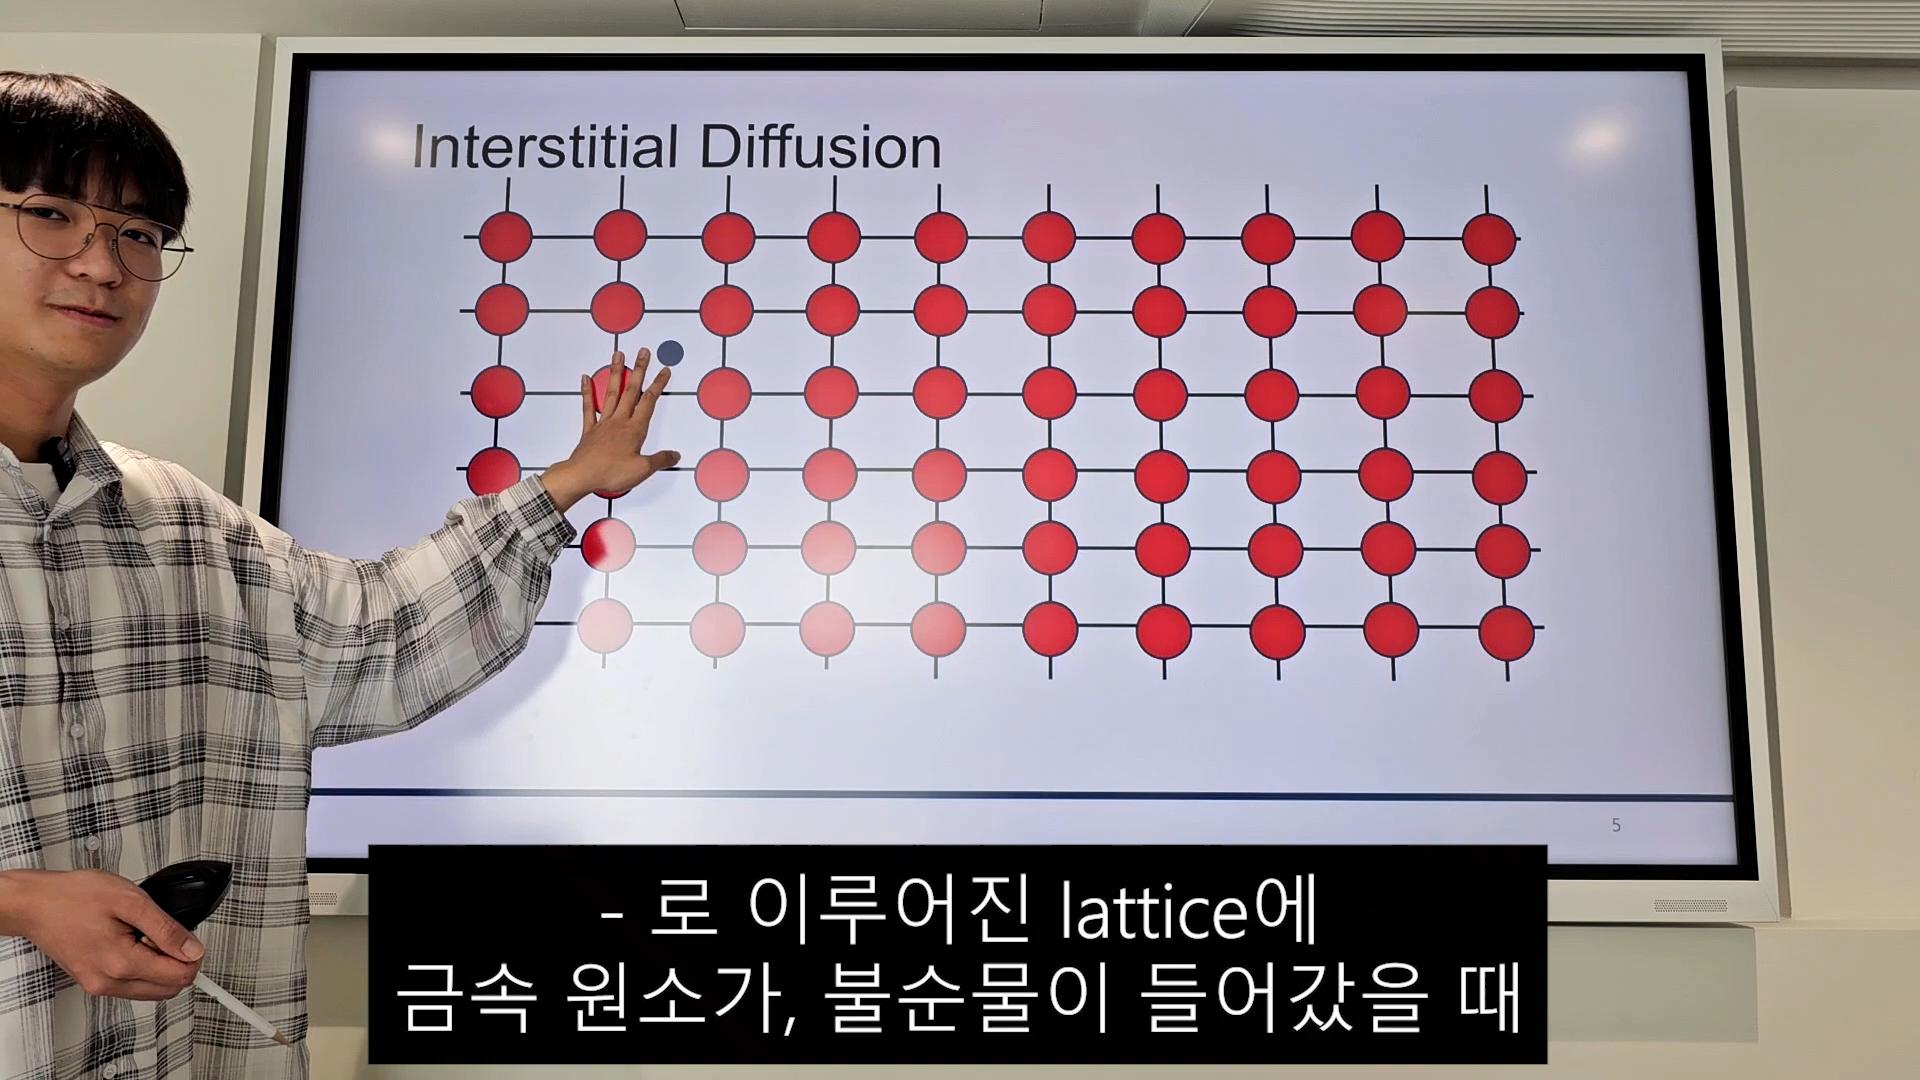 Interstitial Diffusion
5
- 로 이루어진 lattice에
금속 원소가, 불순물이 들어갔을 때